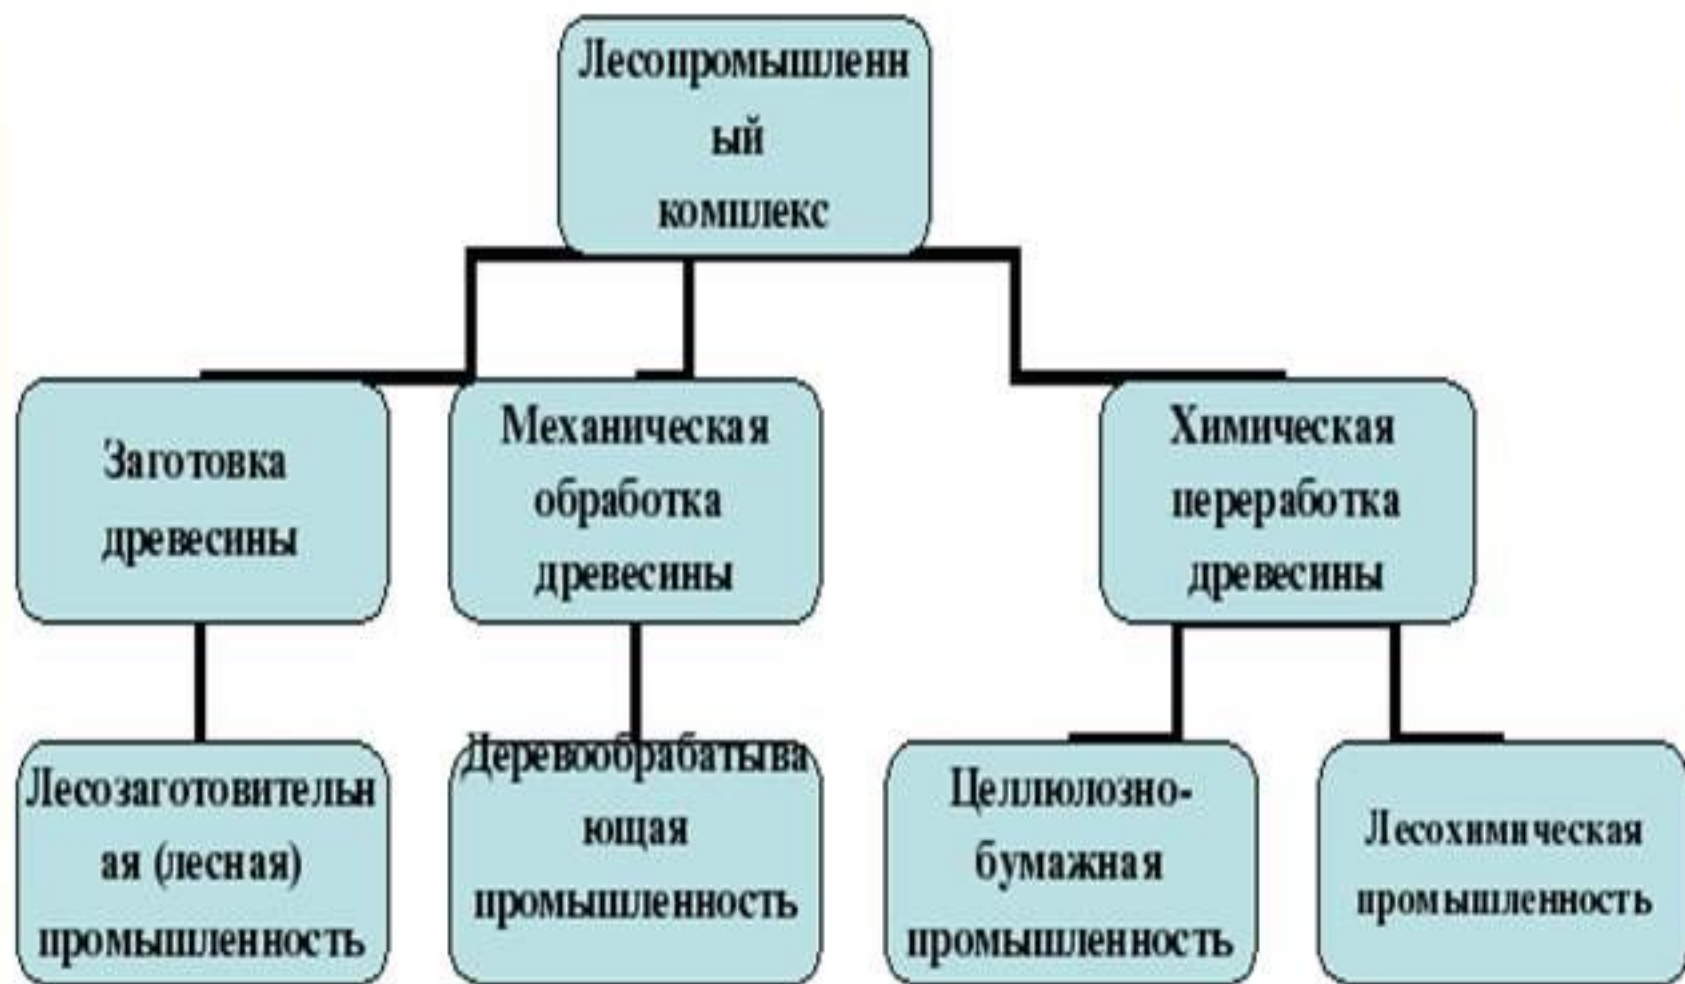 Лесопромышленн
ый
комплекс
Заготовка
древесины
Механическая
обработка
древесины
Химическая
переработка
древесины
Лесозаготовительн
ая (лесная)
промышленность
Деревообрабатыва
ющая
промышленность
Целлюлозно-
бумажная
промышленность
Лесохимическая
промышленность